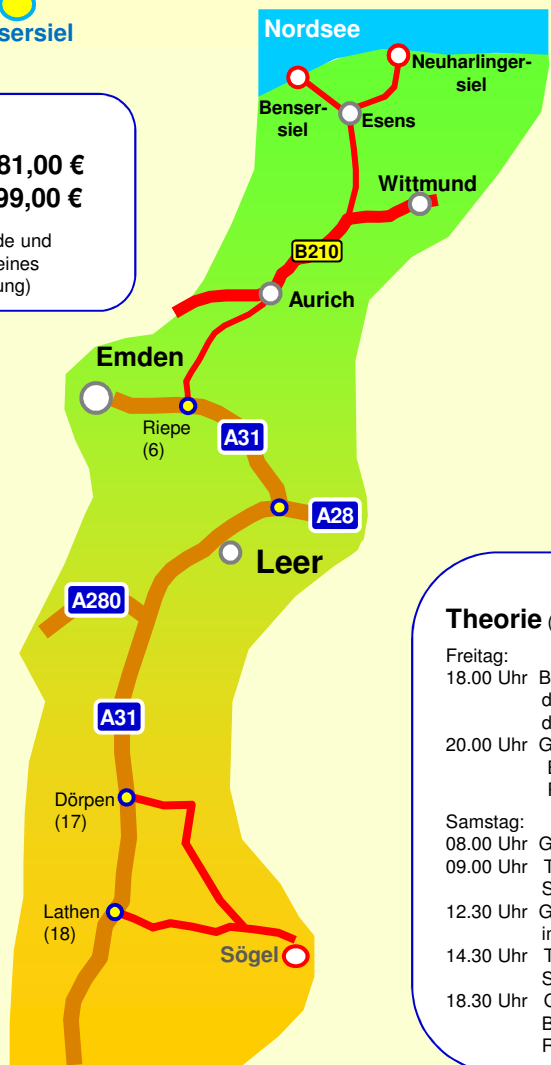 sersiel
Nordsee
Neuharlinger-
siel
Benser-
siel
Esens
81,00 €
99,00 €
de und
eines
ung)
Wittmund
B210
Aurich
Emden
Riepe
(6)
A31
A28
Leer
A280
A31
Dörpen
(17)
Lathen
(18)
Sögel
Theorie (
Freitag:
18.00 Uhr B
d
d
20.00 Uhr G
Samstag:
08.00 Uhr G
09.00 Uhr T
S
12.30 Uhr G
in
14.30 Uhr T
S
18.30 Uhr
B